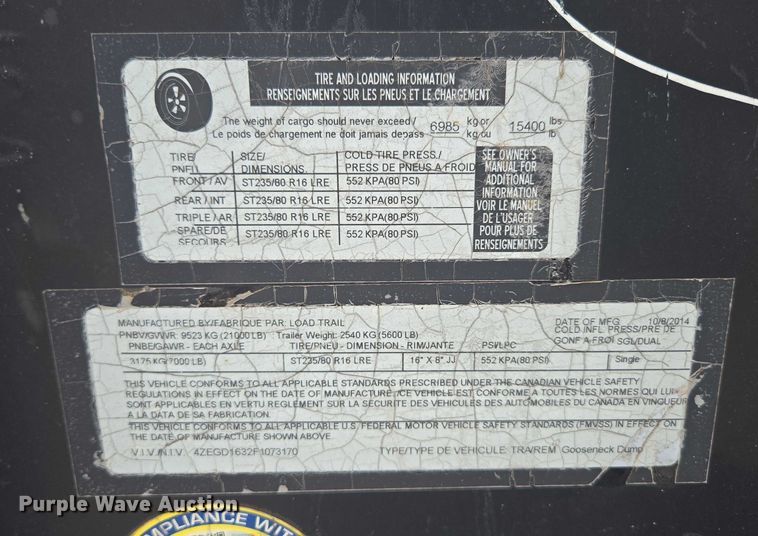 TIRE AND LOADING INFORMATION
RENSEIGNEMENTS SUR LES PNEUS ET LE CHARGEMENT
The weight of cargo should never exceed / 6985 kg or 15400 lbs
Le poids de chargement ne doit jamais depass kg ou lb
TIRE/ SIZE/ COLD TIRE PRESS./
PNEU DIMENSIONS. PRESS DE PNEUS A FROID
FRONT / AV ST235/80 R16 LRE 552 KPA(80 PSI)
REAR / INT ST235/80 R16 LRE 552 KPA(80 PSI)
TRIPLE / AR ST235/80 R16 LRE 552 KPA(80 PSI)
SPARE/DE ST235/80 R16 LRE 552 KPA(80 PSI)
SECOURS
SEE OWNER'S
MANUAL FOR
ADDITIONAL
INFORMATION
VOIR LE MANUEL
DE L'USAGER
POUR PLUS DE
RENSEIGNEMENTS
MANUFACTURED BY/FABRIQUE PAR: LOAD TRAIL DATE OF MFG. 10/8/2014
PNBV/GVWR: 9523 KG (21000 LB) Trailer Weight: 2540 KG (5600 LB) COLD INFL. PRESS/PRE DE
PNBE/GAWR - EACH AXLE TIRE/PNEU - DIMENSION - RIM/JANTE PSI/LPC GONF A FROI SGL/DUAL
3175 KG(7000 LB) ST235/80 R16 LRE 16" X 6" JJ 552 KPA(80 PSI) Single
THIS VEHICLE CONFORMS TO ALL APPLICABLE STANDARDS PRESCRIBED UNDER THE CANADIAN VEHICLE SAFETY
REGULATIONS IN EFFECT ON THE DATE OF MANUFACTURE. /CE VEHICLE EST CONFORME A TOUTES LES NORMES QUI LUI
SONT APPLICABLES EN VERTU REGLEMENT SUR LA SÉCURITE DES VEHICULES DES AUTOMOBILES DU CANADA EN VINGUEUR
A LA DATA DE SA FABRICATION.
THIS VEHICLE CONFORMS TO ALL APPLICABLE U.S. FEDERAL MOTOR VEHICLE SAFETY STANDARDS (FMVSS) IN EFFECT ON
THE DATE OF MANUFACTURE SHOWN ABOVE.
V.I.V./N.I.V. 4ZEGD1632F1073170 TYPE/TYPE DE VÉHICULE: TRA/REM Gooseneck Dump
Purple Wave Auction
MPLIANCE WIT